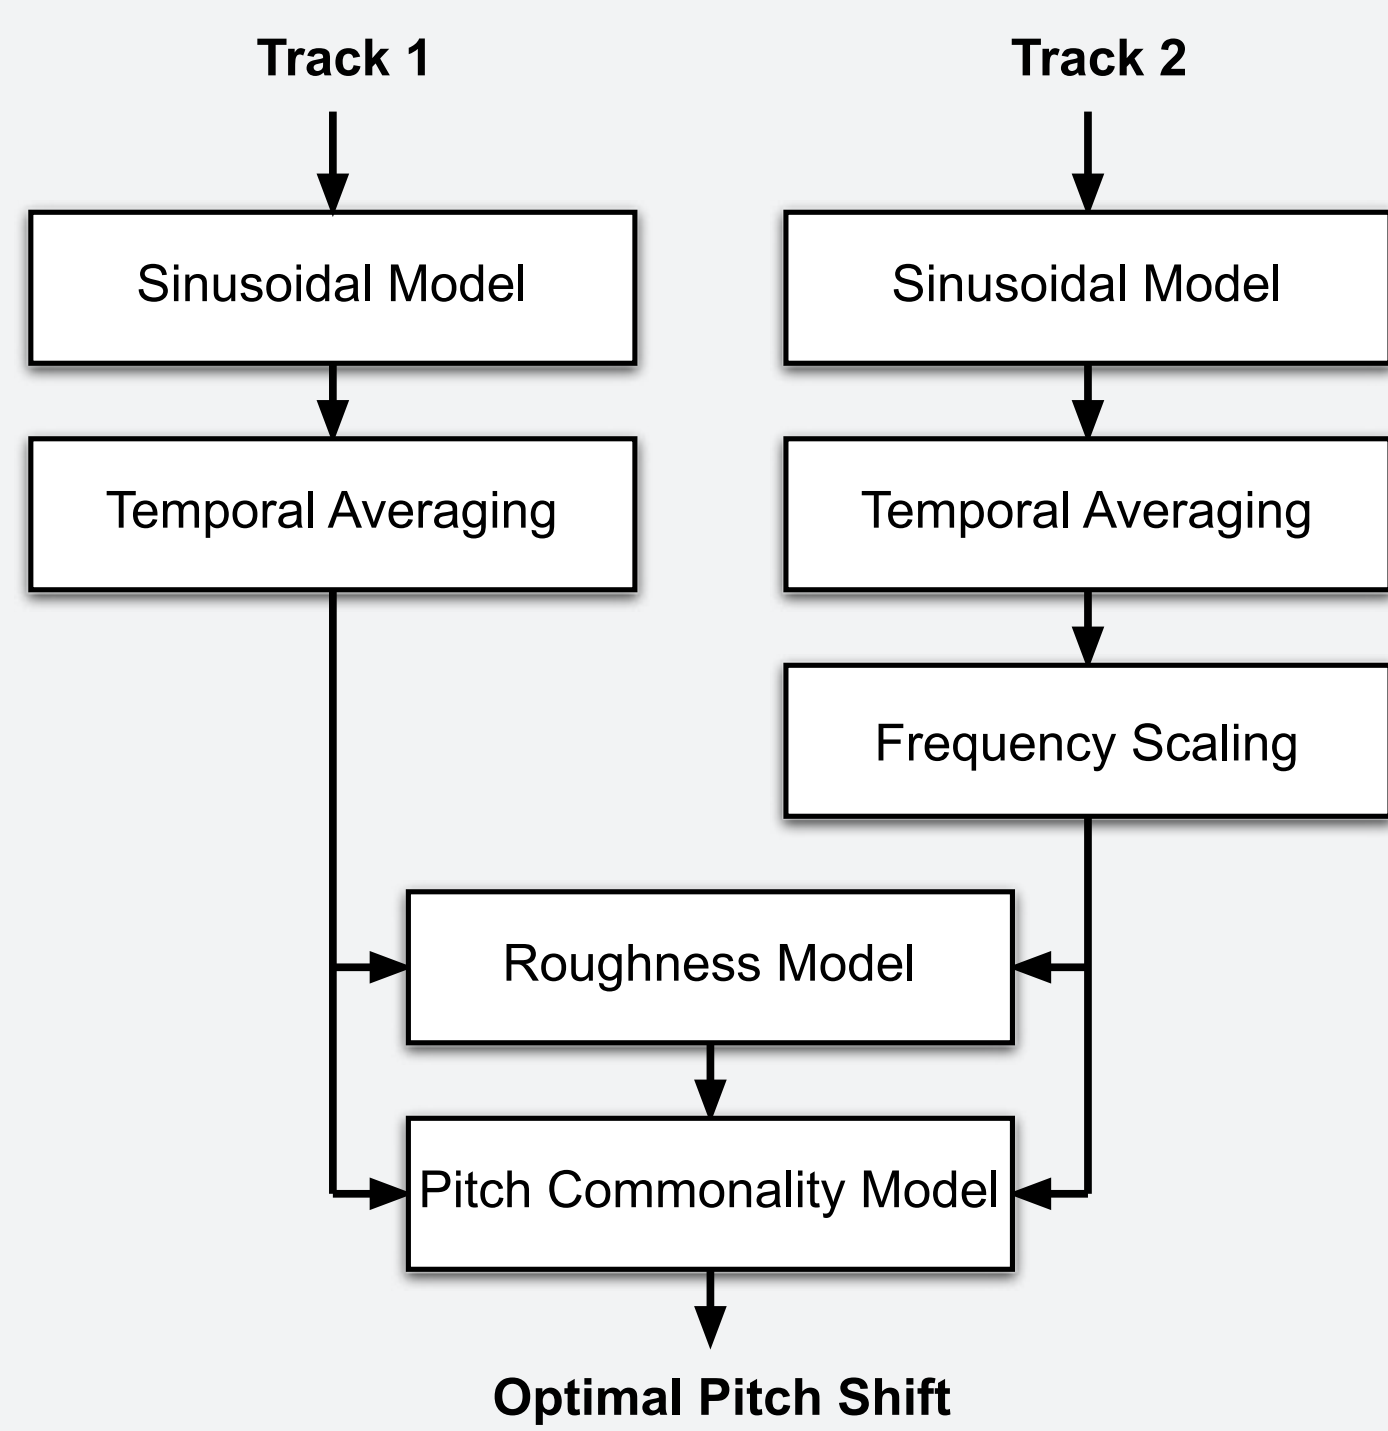 Track 1
Track 2
Sinusoidal Model
Sinusoidal Model
Temporal Averaging
Temporal Averaging
Frequency Scaling
Roughness Model
Pitch Commonality Model
Optimal Pitch Shift